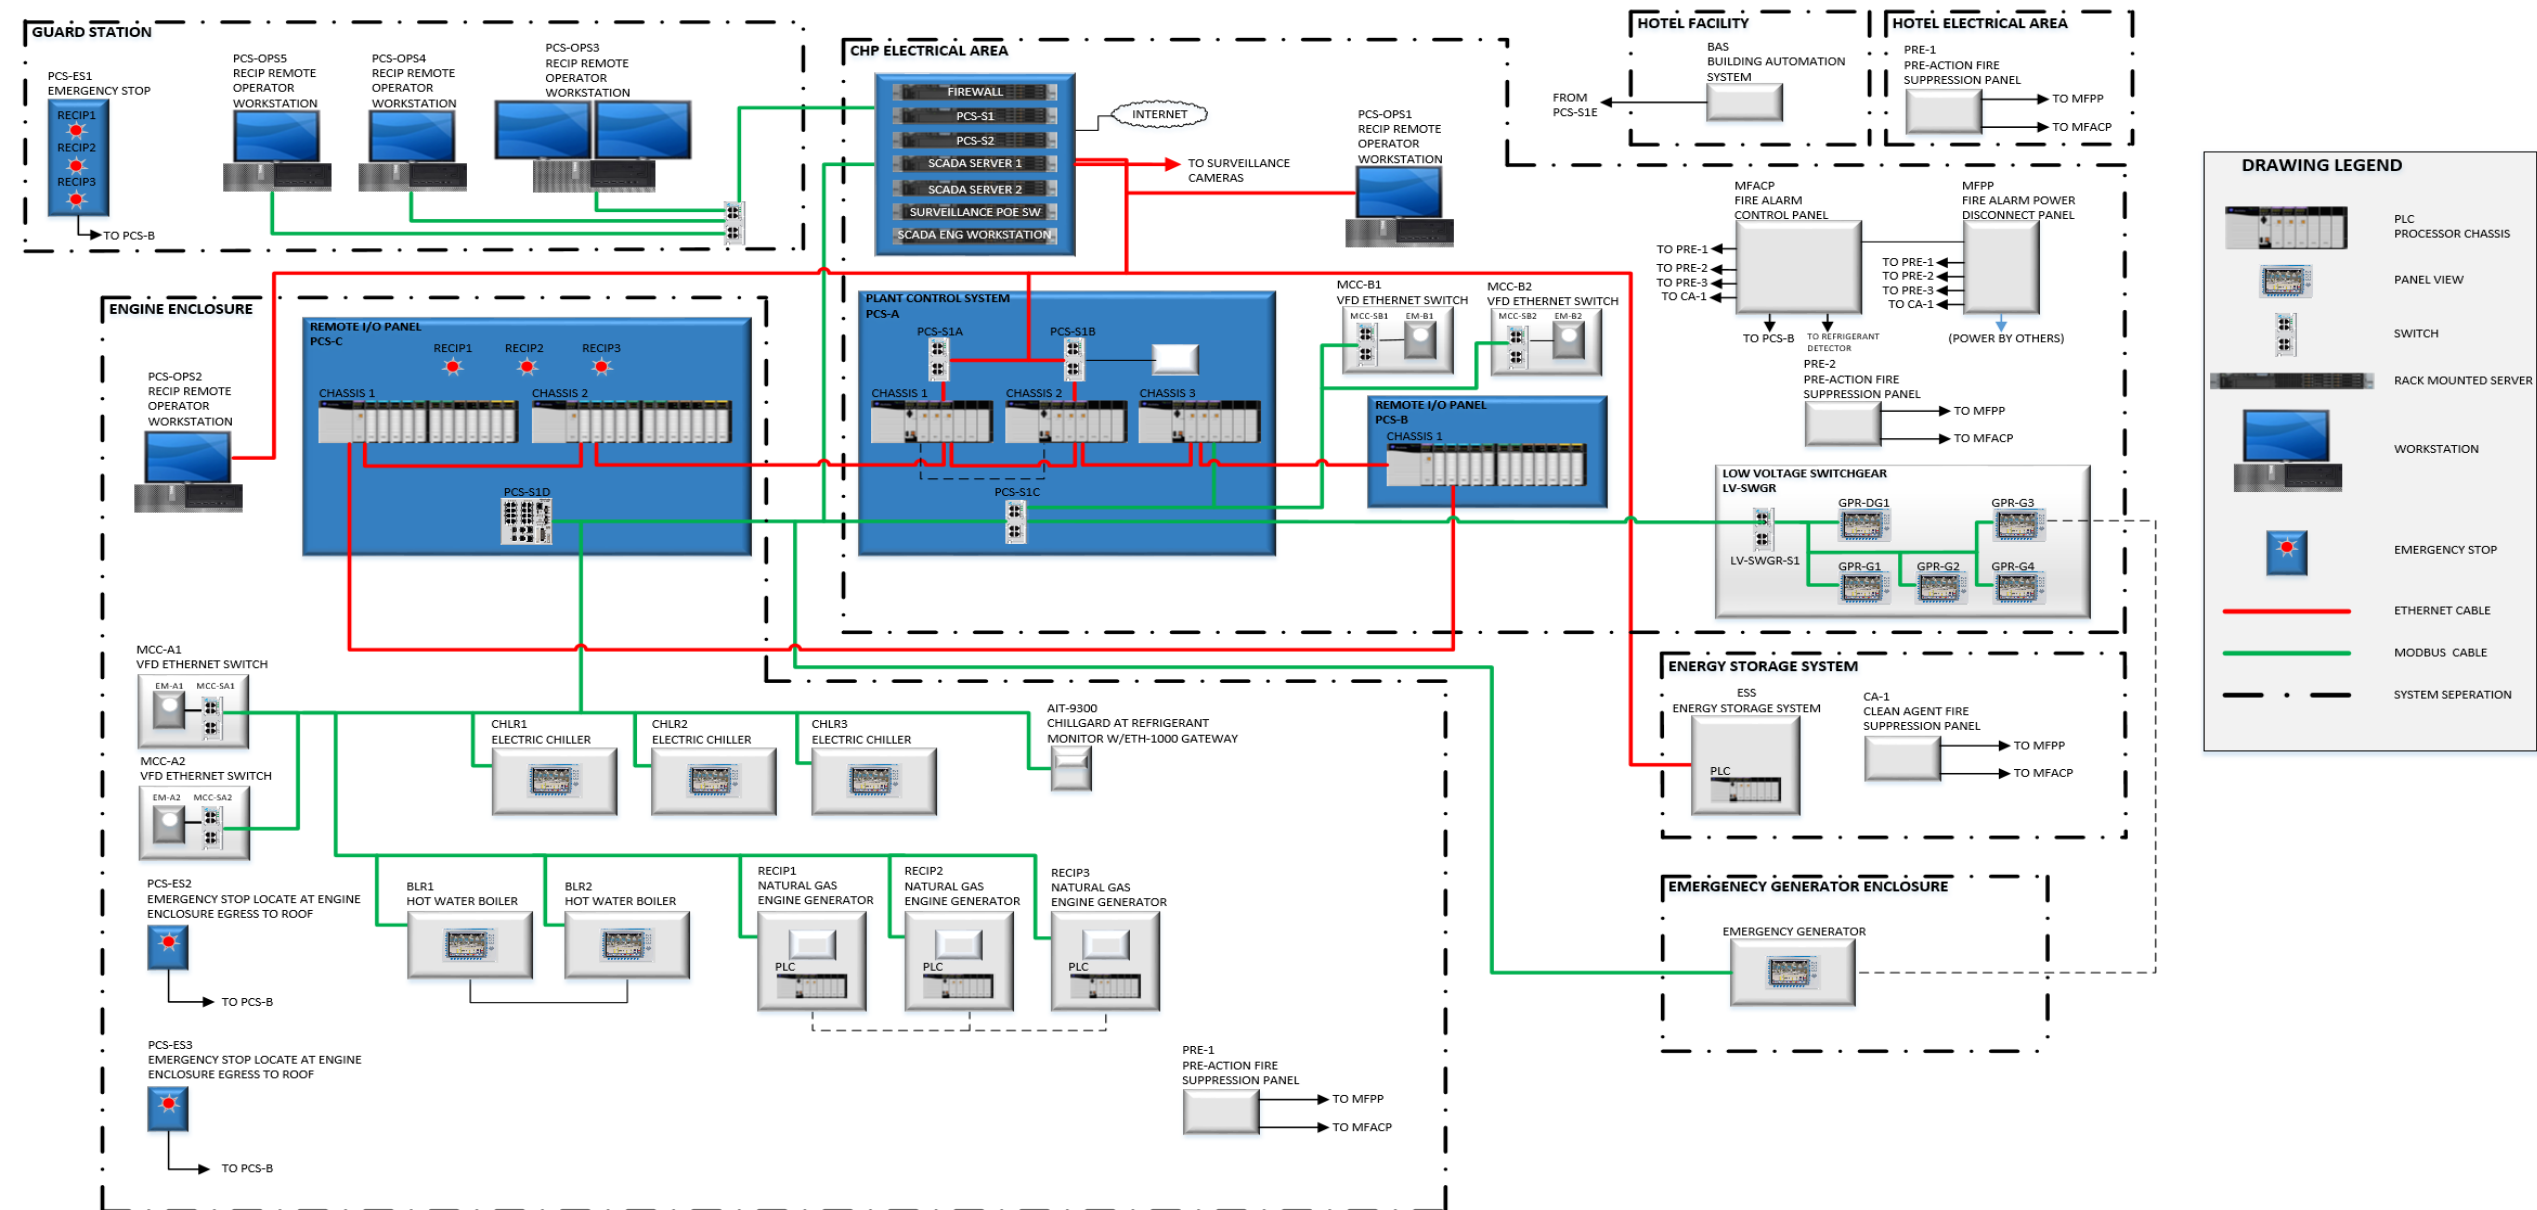 GUARD STATION
PCS-ES1
EMERGENCY STOP
RECIP1
RECIP2
RECIP3
TO PCS-B
PCS-OPS5
RECIP REMOTE
OPERATOR
WORKSTATION
PCS-OPS4
RECIP REMOTE
OPERATOR
WORKSTATION
PCS-OPS3
RECIP REMOTE
OPERATOR
WORKSTATION
CHP ELECTRICAL AREA
FIREWALL
PCS-S1
PCS-S2
SCADA SERVER 1
SCADA SERVER 2
SURVEILLANCE POE SW
SCADA ENG WORKSTATION
INTERNET
TO SURVEILLANCE
CAMERAS
PCS-OPS1
RECIP REMOTE
OPERATOR
WORKSTATION
HOTEL FACILITY
BAS
BUILDING AUTOMATION
SYSTEM
FROM
PCS-S1E
HOTEL ELECTRICAL AREA
PRE-1
PRE-ACTION FIRE
SUPPRESSION PANEL
TO MFPP
TO MFACP
MFACP
FIRE ALARM
CONTROL PANEL
TO PRE-1
TO PRE-2
TO PRE-3
TO CA-1
TO PCS-B
TO REFRIGERANT
DETECTOR
MFPP
FIRE ALARM POWER
DISCONNECT PANEL
TO PRE-1
TO PRE-2
TO PRE-3
TO CA-1
(POWER BY OTHERS)
PRE-2
PRE-ACTION FIRE
SUPPRESSION PANEL
TO MFPP
TO MFACP
ENGINE ENCLOSURE
PCS-OPS2
RECIP REMOTE
OPERATOR
WORKSTATION
REMOTE I/O PANEL
PCS-C
RECIP1
RECIP2
RECIP3
CHASSIS 1
CHASSIS 2
PCS-S1D
PLANT CONTROL SYSTEM
PCS-A
PCS-S1A
PCS-S1B
CHASSIS 1
CHASSIS 2
CHASSIS 3
PCS-S1C
MCC-B1
VFD ETHERNET SWITCH
MCC-SB1
EM-B1
MCC-B2
VFD ETHERNET SWITCH
MCC-SB2
EM-B2
REMOTE I/O PANEL
PCS-B
CHASSIS 1
LOW VOLTAGE SWITCHGEAR
LV-SWGR
LV-SWGR-S1
GPR-DG1
GPR-G3
GPR-G1
GPR-G2
GPR-G4
MCC-A1
VFD ETHERNET SWITCH
EM-A1
MCC-SA1
MCC-A2
VFD ETHERNET SWITCH
EM-A2
MCC-SA2
CHLR1
ELECTRIC CHILLER
CHLR2
ELECTRIC CHILLER
CHLR3
ELECTRIC CHILLER
AIT-9300
CHILLGARD AT REFRIGERANT
MONITOR W/ETH-1000 GATEWAY
PCS-ES2
EMERGENCY STOP LOCATE AT ENGINE
ENCLOSURE EGRESS TO ROOF
TO PCS-B
BLR1
HOT WATER BOILER
BLR2
HOT WATER BOILER
RECIP1
NATURAL GAS
ENGINE GENERATOR
PLC
RECIP2
NATURAL GAS
ENGINE GENERATOR
PLC
RECIP3
NATURAL GAS
ENGINE GENERATOR
PLC
PCS-ES3
EMERGENCY STOP LOCATE AT ENGINE
ENCLOSURE EGRESS TO ROOF
TO PCS-B
PRE-1
PRE-ACTION FIRE
SUPPRESSION PANEL
TO MFPP
TO MFACP
ENERGY STORAGE SYSTEM
ESS
ENERGY STORAGE SYSTEM
PLC
CA-1
CLEAN AGENT FIRE
SUPPRESSION PANEL
TO MFPP
TO MFACP
EMERGENECY GENERATOR ENCLOSURE
EMERGENCY GENERATOR
DRAWING LEGEND
PLC
PROCESSOR CHASSIS
PANEL VIEW
SWITCH
RACK MOUNTED SERVER
WORKSTATION
EMERGENCY STOP
ETHERNET CABLE
MODBUS CABLE
SYSTEM SEPERATION